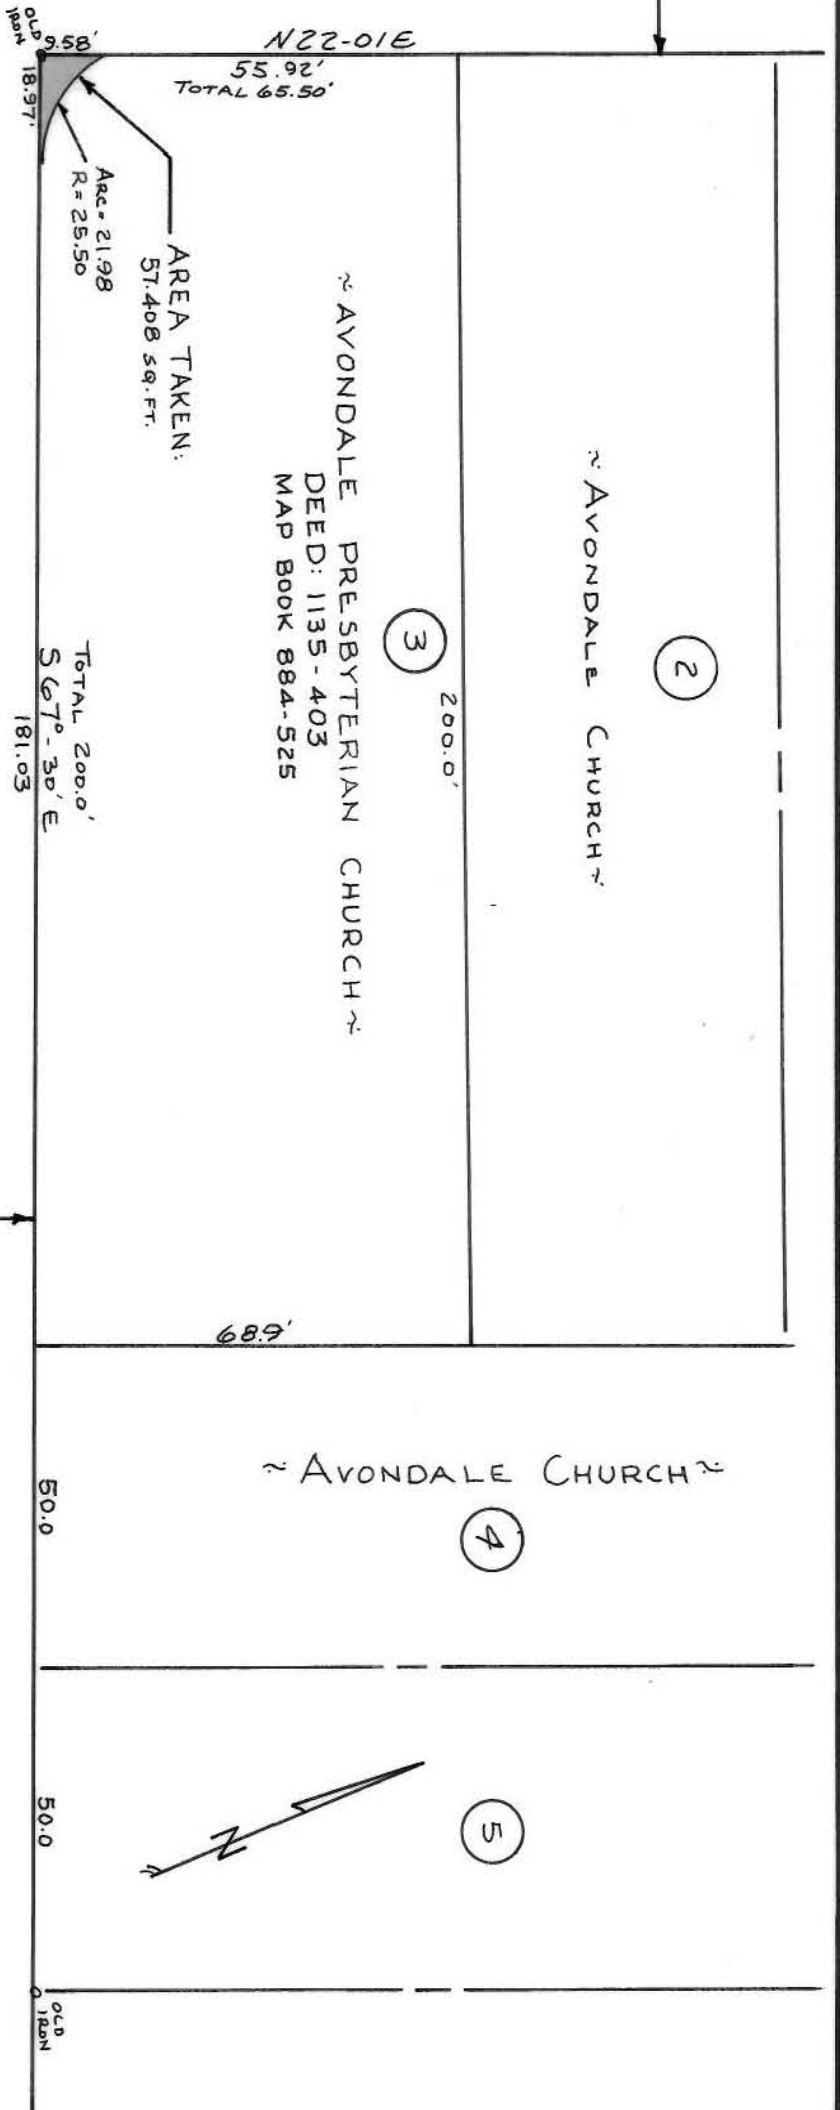 OLD
IRON
9.58'
18.97'
N22-01E
55.92'
TOTAL 65.50'
ARC = 21.98
R = 25.50
AREA TAKEN:
57.408 SQ.FT.
~ AVONDALE PRESBYTERIAN CHURCH ~
DEED: 1135-403
MAP BOOK 884-525
3
200.0'
~ AVONDALE CHURCH ~
2
TOTAL 200.0'
S 67°-30' E
181.03
68.9'
~ AVONDALE CHURCH ~
4
50.0
N
5
50.0
OLD
IRON